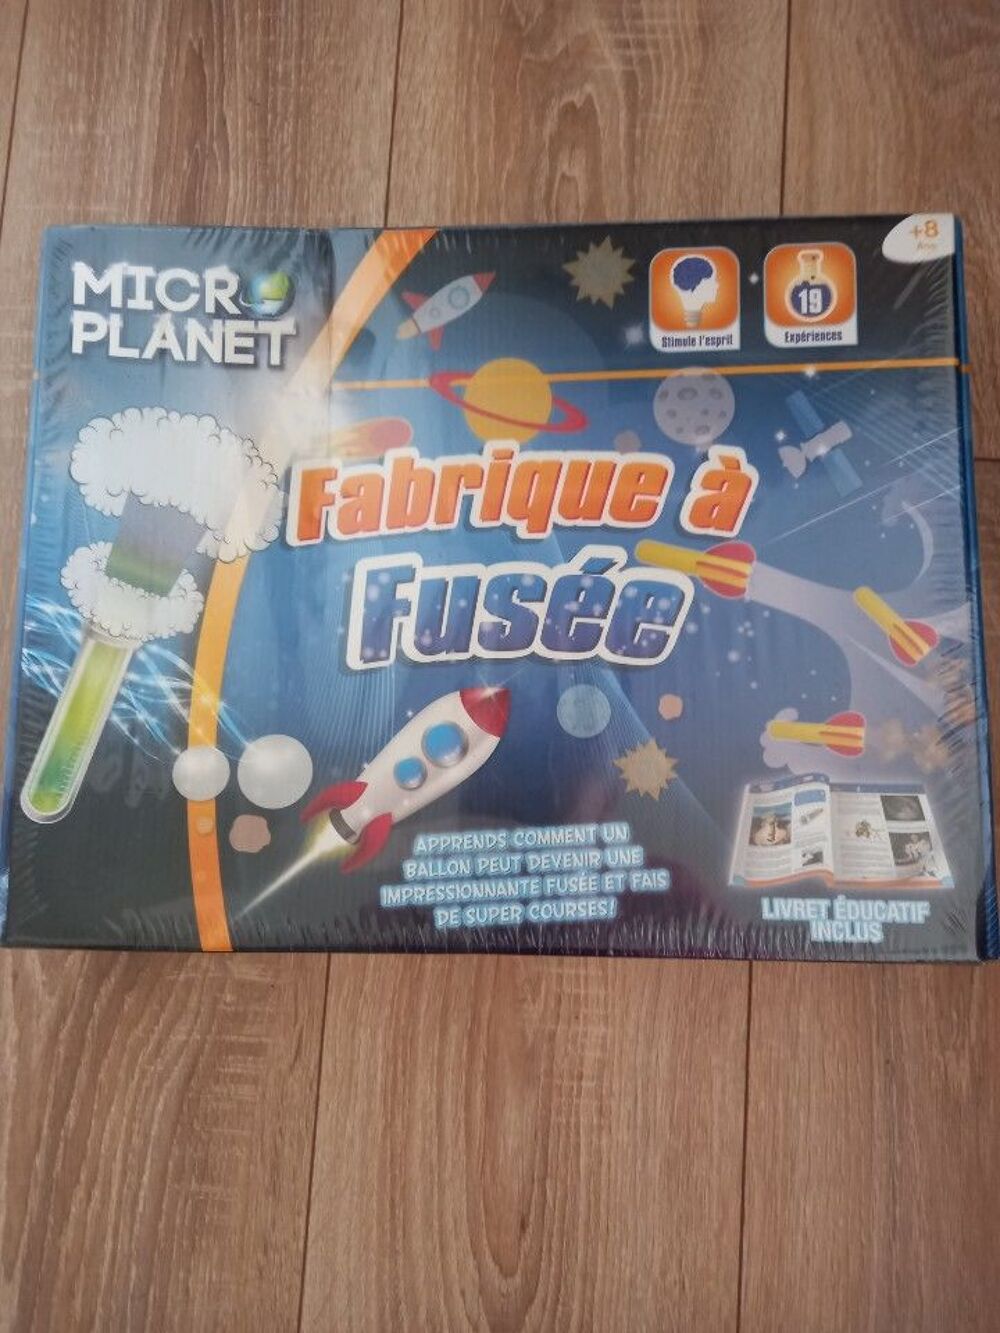 MICRO
PLANET
+8
Ans
Stimule l'esprit
19
Expériences
Fabrique à
Fusée
APPRENDS COMMENT UN
BALLON PEUT DEVENIR UNE
IMPRESSIONNANTE FUSÉE ET FAIS
DE SUPER COURSES!
LIVRET ÉDUCATIF
INCLUS